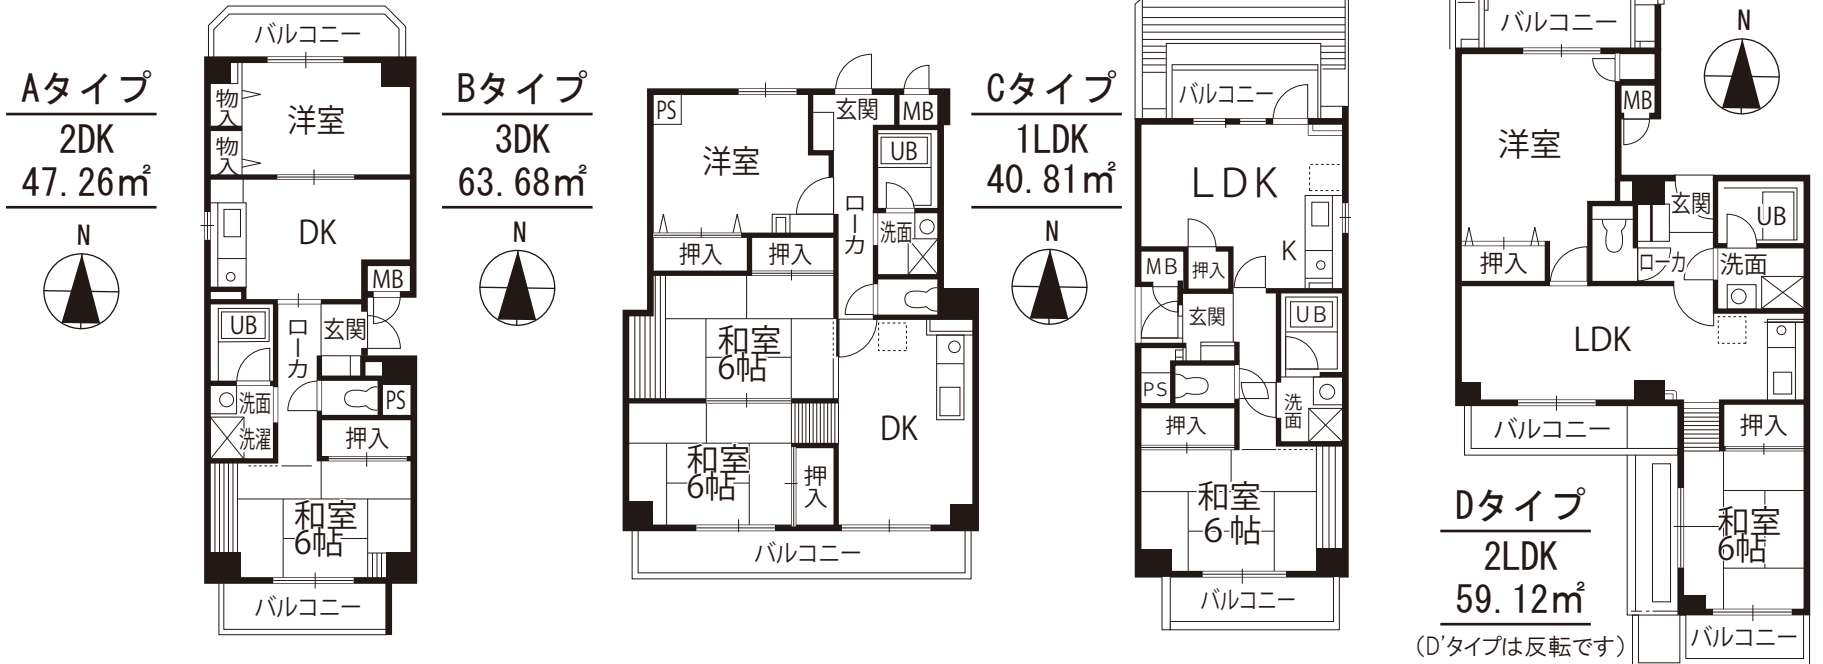 Aタイプ
2DK
47.26㎡
N
バルコニー
物入
洋室
物入
DK
MB
UB
ローカ
玄関
洗面
PS
洗濯
押入
和室
6帖
バルコニー
Bタイプ
3DK
63.68㎡
N
PS
玄関
MB
洋室
UB
ローカ
洗面
押入
押入
和室
6帖
DK
和室
6帖
押入
バルコニー
Cタイプ
1LDK
40.81㎡
N
バルコニー
LDK
K
MB
押入
玄関
UB
PS
洗面
押入
和室
6帖
バルコニー
N
バルコニー
MB
洋室
玄関
UB
押入
ローカ
洗面
LDK
バルコニー
押入
Dタイプ
2LDK
59.12㎡
(D'タイプは反転です)
和室
6帖
バルコニー